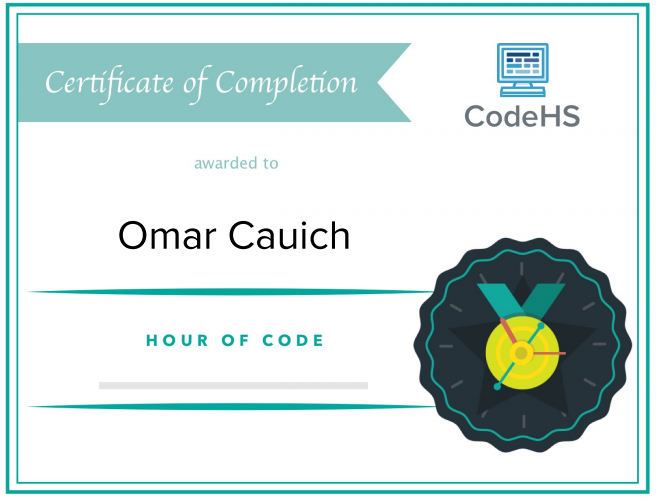 Certificate of Completion
CodeHS
awarded to
Omar Cauich
HOUR OF CODE